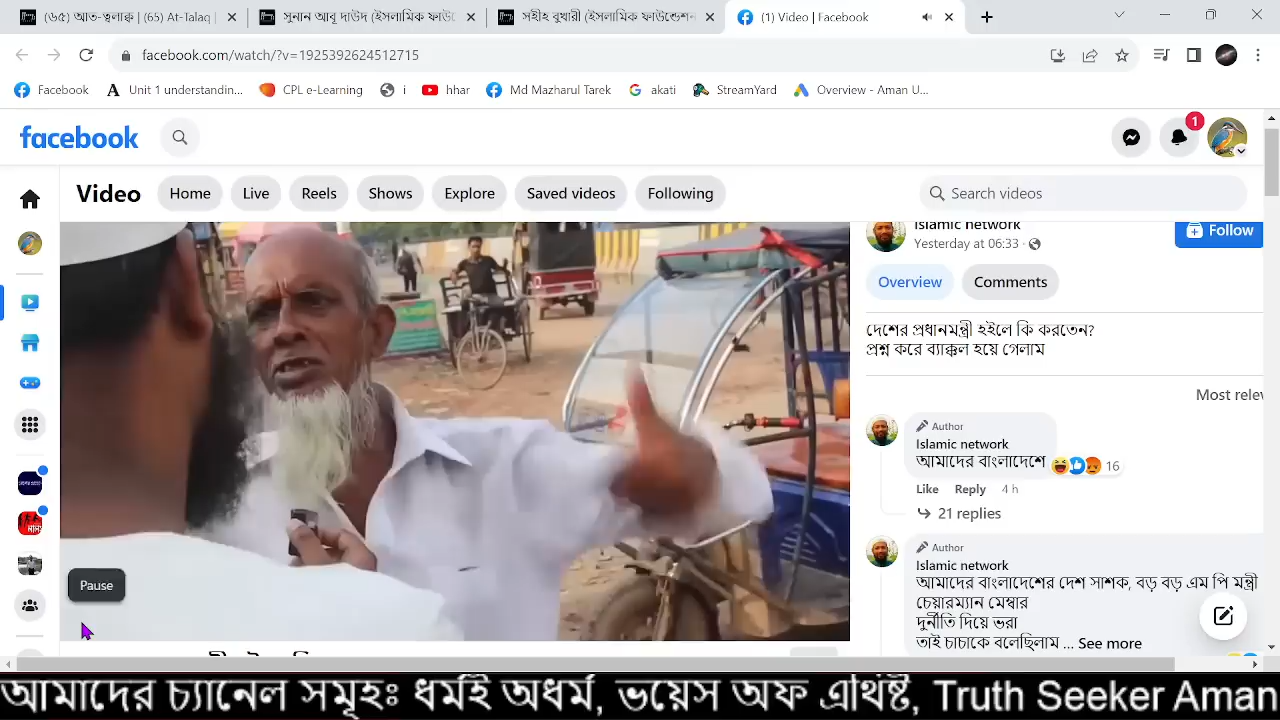 (৬৫) আত-ত্বলাক্ব | (65) At-Talaq |
সুনান আবু দাউদ (ইসলামিক ফাউ
সহীহ বুখারী (ইসলামিক ফাউন্ডেশন
(1) Video | Facebook
facebook.com/watch/?v=1925392624512715
Facebook
Unit 1 understandin...
CPL e-Learning
i
hhar
Md Mazharul Tarek
akati
StreamYard
Overview - Aman U...
facebook
1
Video
Home
Live
Reels
Shows
Explore
Saved videos
Following
Search videos
Islamic network
Yesterday at 06:33
Follow
Overview
Comments
দেশের প্রধানমন্ত্রী হইলে কি করতেন?
প্রশ্ন করে ব্যাক্কল হয়ে গেলাম
Most rele
Author
Islamic network
আমাদের বাংলাদেশে
16
Like Reply 4 h
21 replies
Author
Islamic network
আমাদের বাংলাদেশের দেশ সাশক, বড় বড় এম পি মন্ত্রী
চেয়ারম্যান মেম্বার
দুর্নীতি দিয়ে ভরা
তাই চাচাকে বলেছিলাম ... See more
Pause
আমাদের চ্যানেল সমূহঃ ধর্মই অধর্ম, ভয়েস অফ এথিষ্ট, Truth Seeker Aman